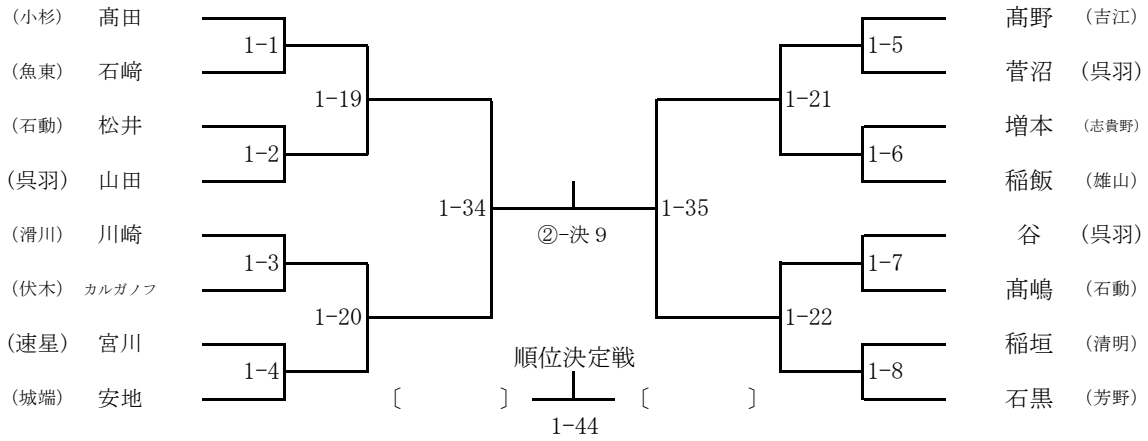 (小杉) 髙田
1-1
(魚東) 石﨑
1-19
(石動) 松井
1-2
(呉羽) 山田
1-34
(滑川) 川崎
1-3
(伏木) カルガノフ
1-20
(速星) 宮川
1-4
(城端) 安地
②-決９
順位決定戦
〔 〕 〔 〕
1-44
髙野 (吉江)
1-5
菅沼 (呉羽)
1-21
増本 (志貴野)
1-6
稲飯 (雄山)
1-35
谷 (呉羽)
1-7
髙嶋 (石動)
1-22
稲垣 (清明)
1-8
石黒 (芳野)